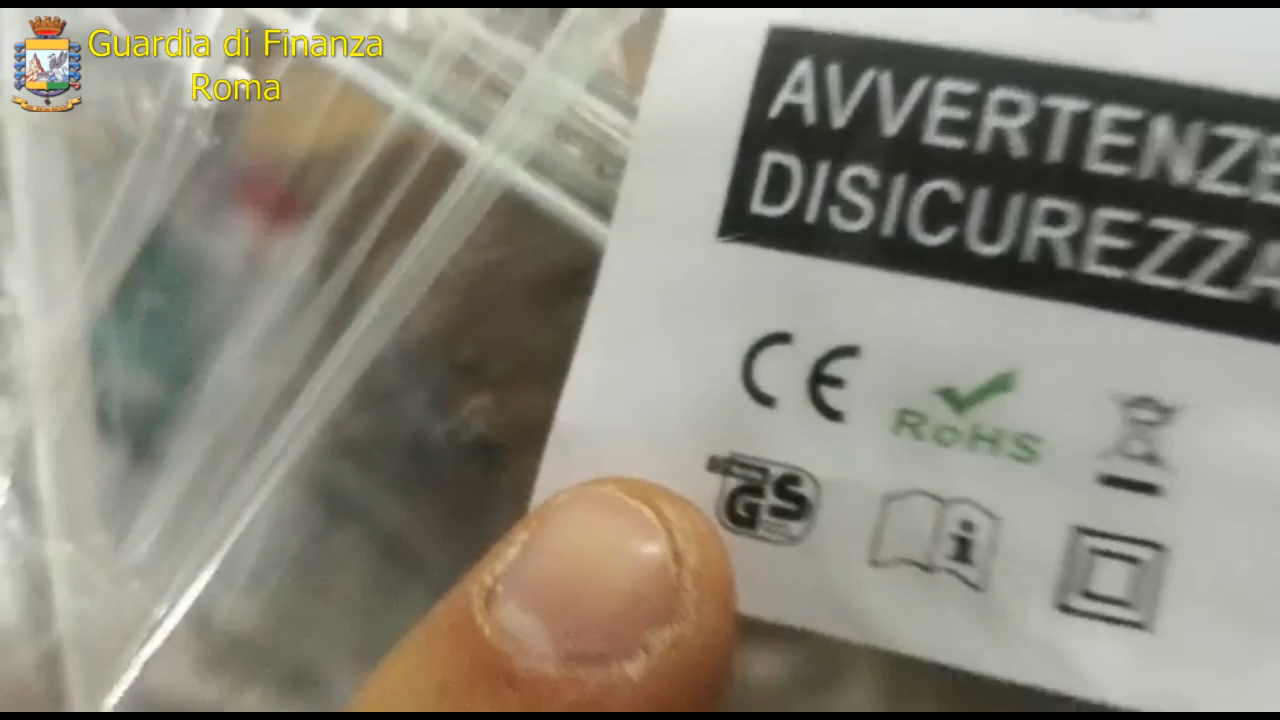 Guardia di Finanza
Roma
AVVERTENZE
DISICUREZZA
CE
RoHS
GS
i